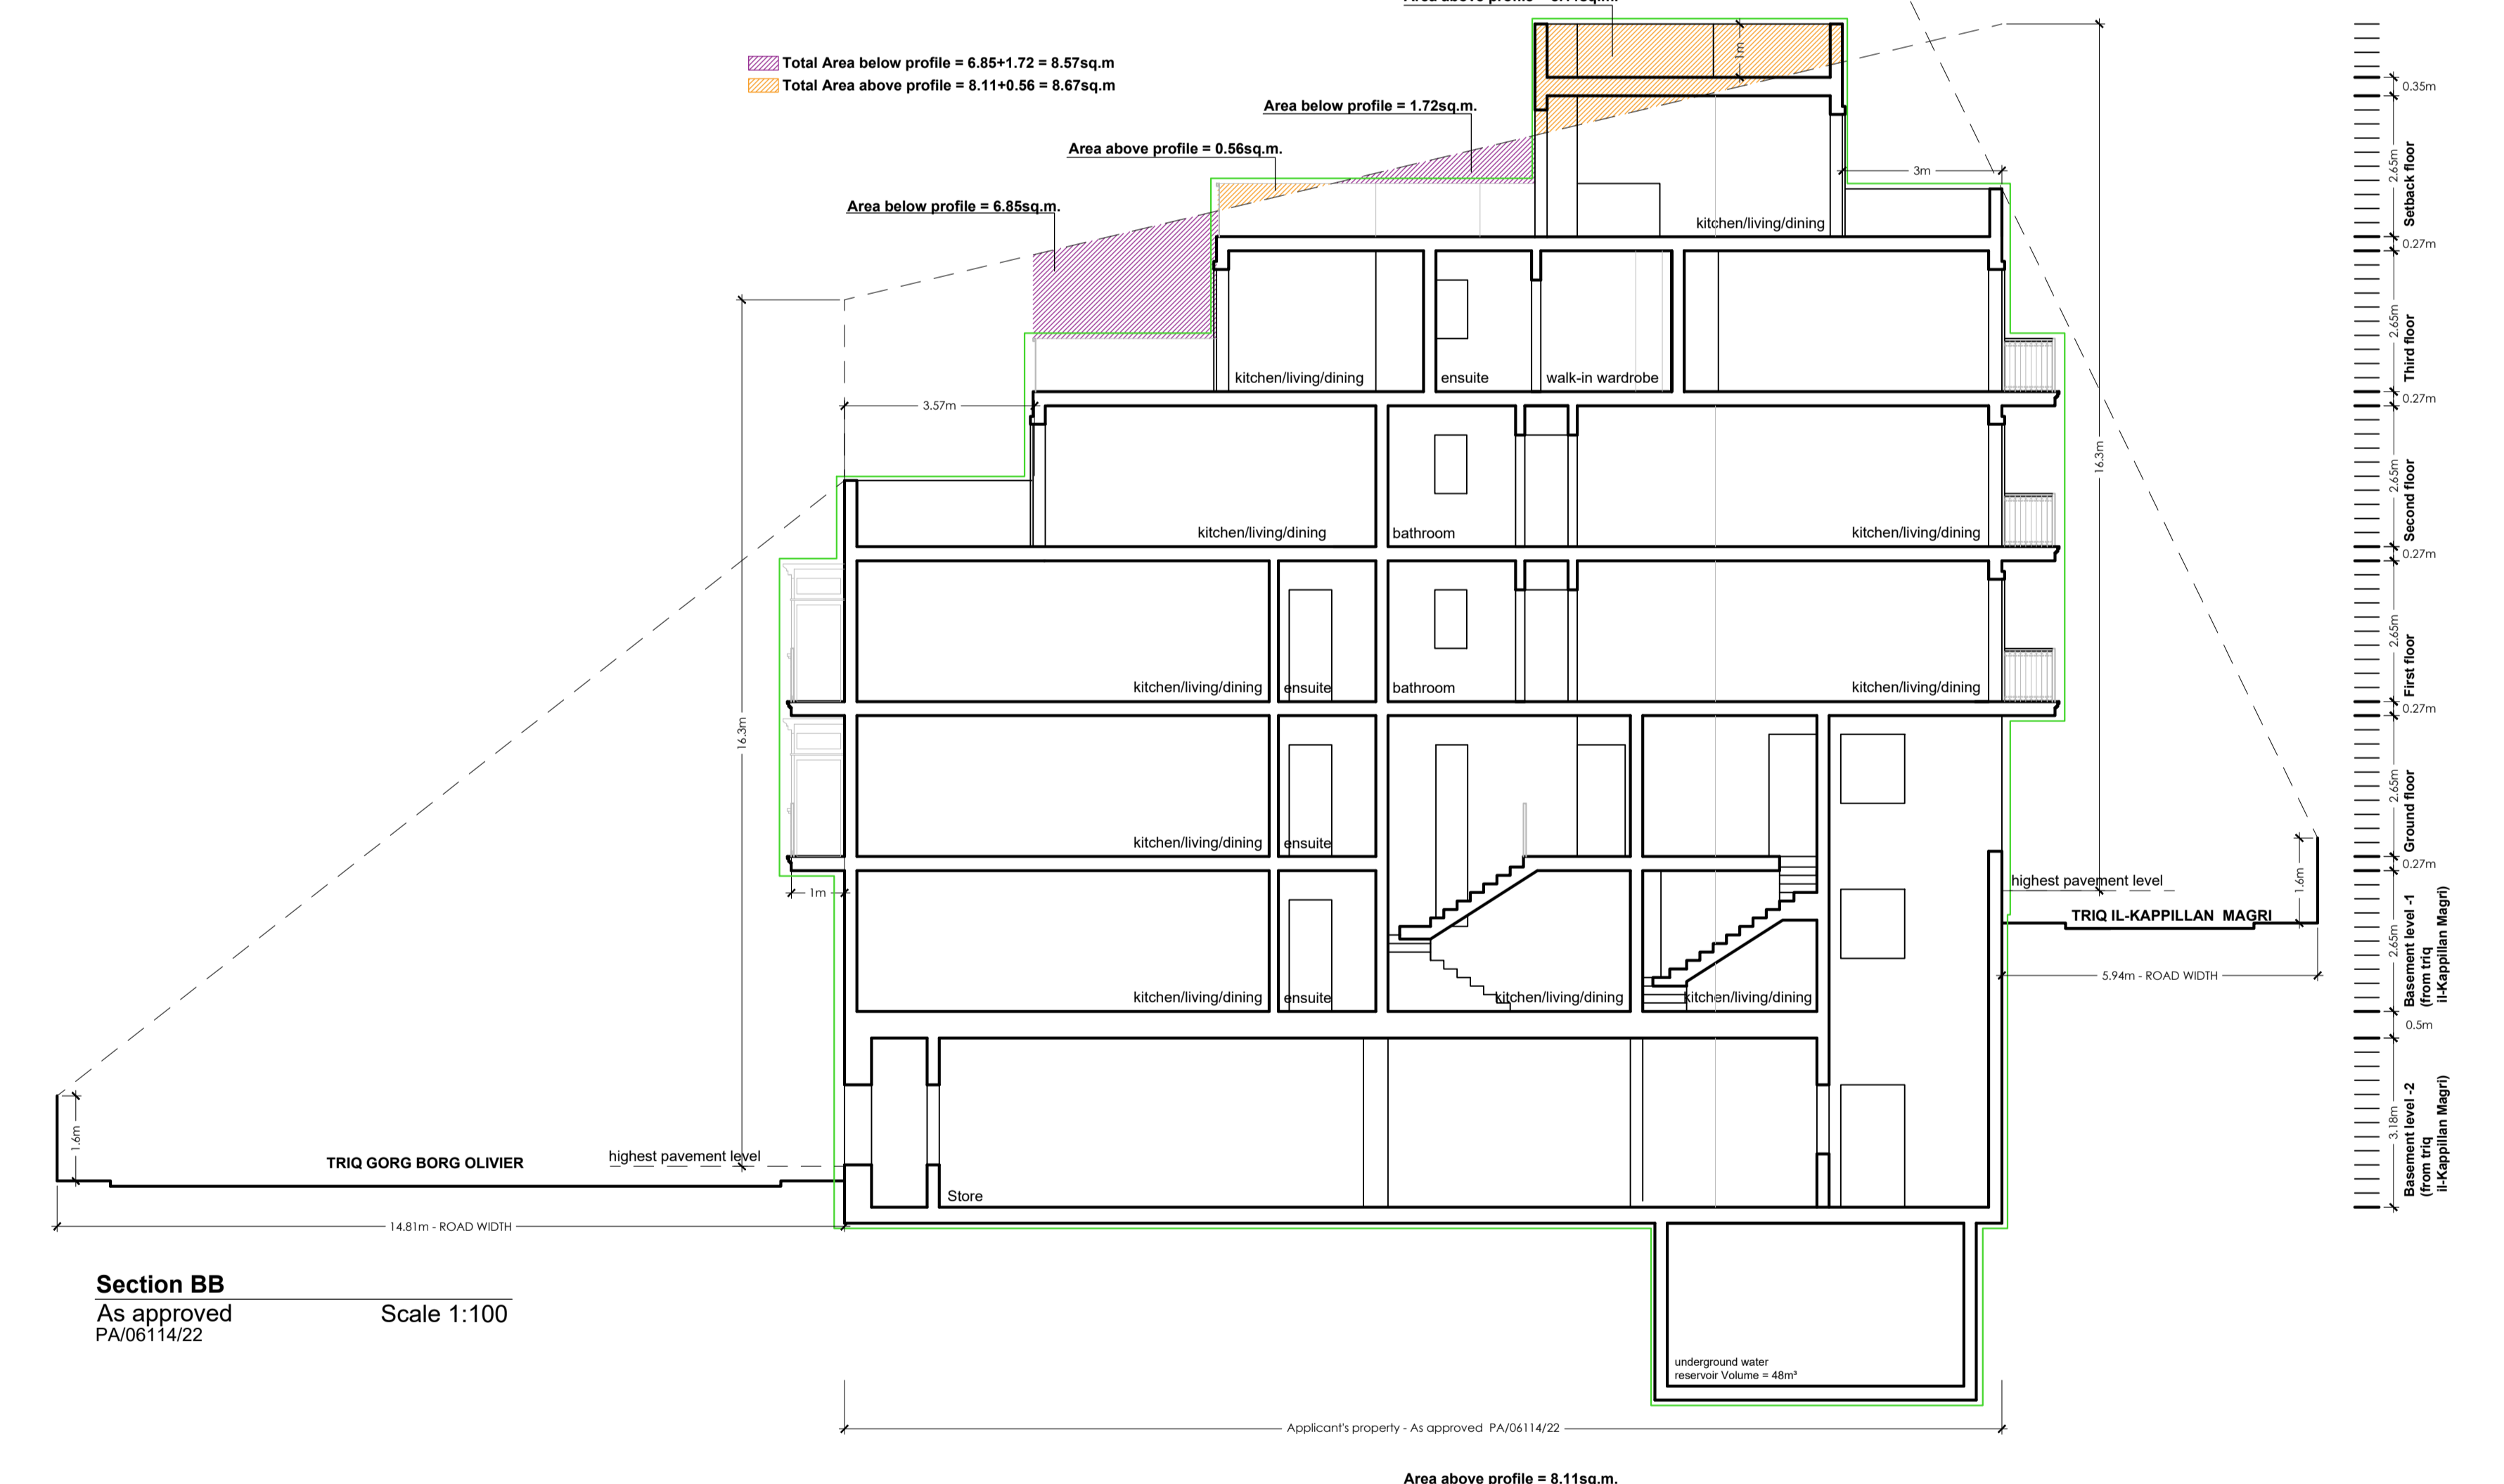 Total Area below profile = 6.85+1.72 = 8.57sq.m
Total Area above profile = 8.11+0.56 = 8.67sq.m
Area below profile = 1.72sq.m.
Area above profile = 0.56sq.m.
Area below profile = 6.85sq.m.
1m
3m
16.3m
0.35m
2.65m
Setback floor
0.27m
2.65m
Third floor
0.27m
2.65m
Second floor
0.27m
2.65m
First floor
0.27m
2.65m
Ground floor
0.27m
2.65m
Basement level -1
(from triq
il-Kappillan Magri)
0.5m
3.18m
Basement level -2
(from triq
il-Kappillan Magri)
kitchen/living/dining
kitchen/living/dining
ensuite
walk-in wardrobe
3.57m
kitchen/living/dining
bathroom
kitchen/living/dining
kitchen/living/dining
ensuite
bathroom
kitchen/living/dining
16.3m
kitchen/living/dining
ensuite
1m
highest pavement level
1.6m
TRIQ IL-KAPPILLAN MAGRI
5.94m - ROAD WIDTH
kitchen/living/dining
ensuite
kitchen/living/dining
kitchen/living/dining
1.6m
TRIQ GORG BORG OLIVIER
highest pavement level
Store
14.81m - ROAD WIDTH
Section BB
As approved
Scale 1:100
PA/06114/22
underground water
reservoir Volume = 48m³
Applicant's property - As approved PA/06114/22
Area above profile = 8.11sq.m.